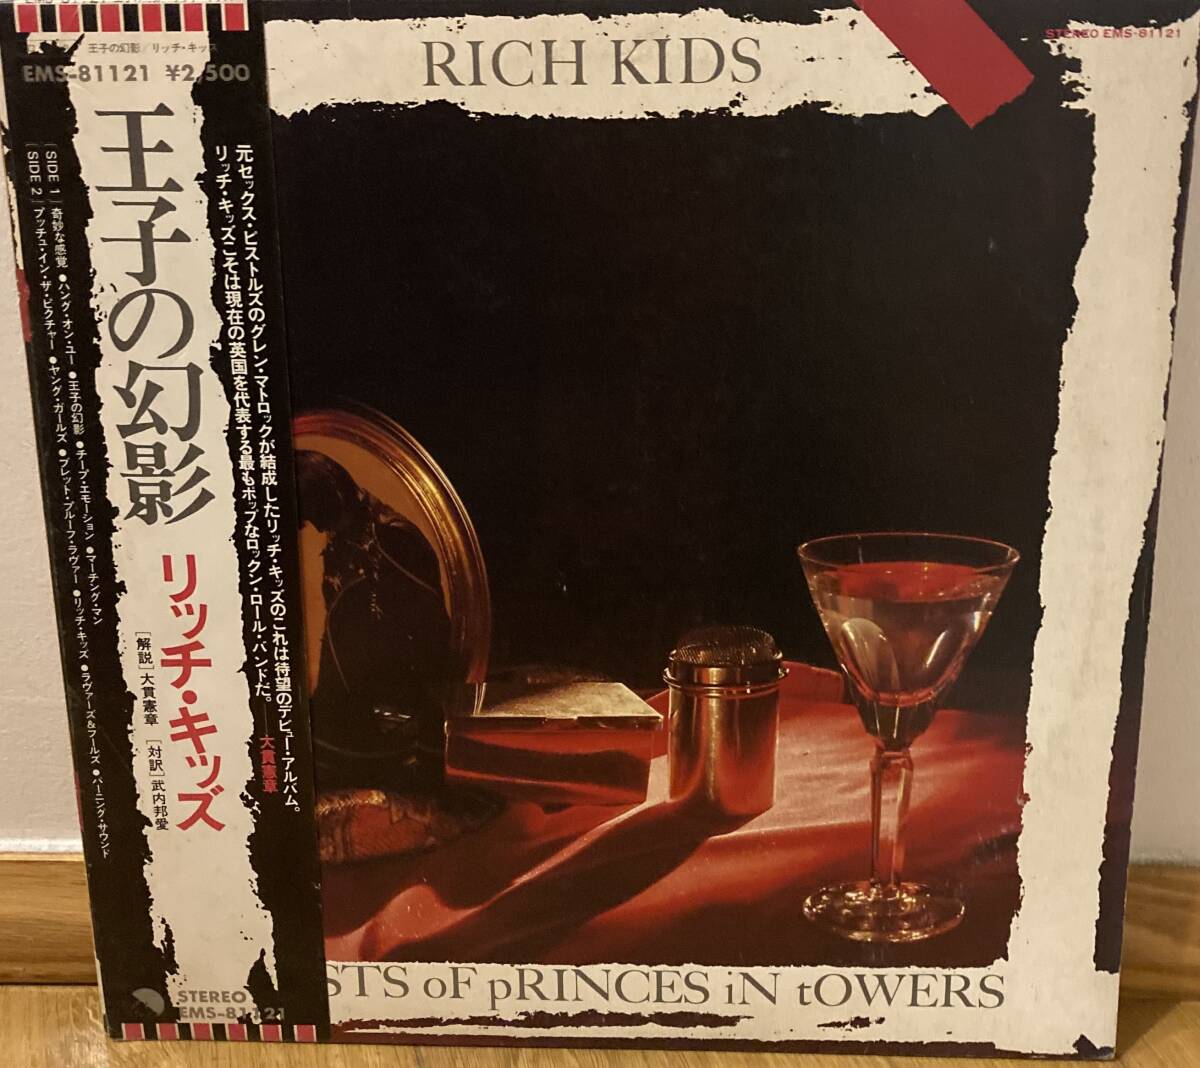 王子の幻影／リッチ・キッス
EMS-81121 ¥2,500
王子の幻影
リッチ・キッズ
[解説]大貫憲章 [対訳]武内邦愛
元セックス・ピストルズのグレン・マトロックが結成したリッチ・キッズのこれは待望のデビュー・アルバム。
リッチ・キッズこそは現在の英国を代表する最もポップなロックン・ロール・バンドだ。——大貫憲章
[SIDE 1]奇妙な感覚●ハング・オン・ユー●王子の幻影●チープ・エモーション●マーチング・マン
[SIDE 2]プッチュ・イン・ザ・ピクチャー●ヤング・ガールズ●ブレット・プルーフ・ラヴァー●リッチ・キッズ●ラヴァーズ&フールズ●バーニング・サウンド
STEREO
EMS-81121
RICH KIDS
STEREO EMS-81121
STS oF pRINCES iN tOWERS